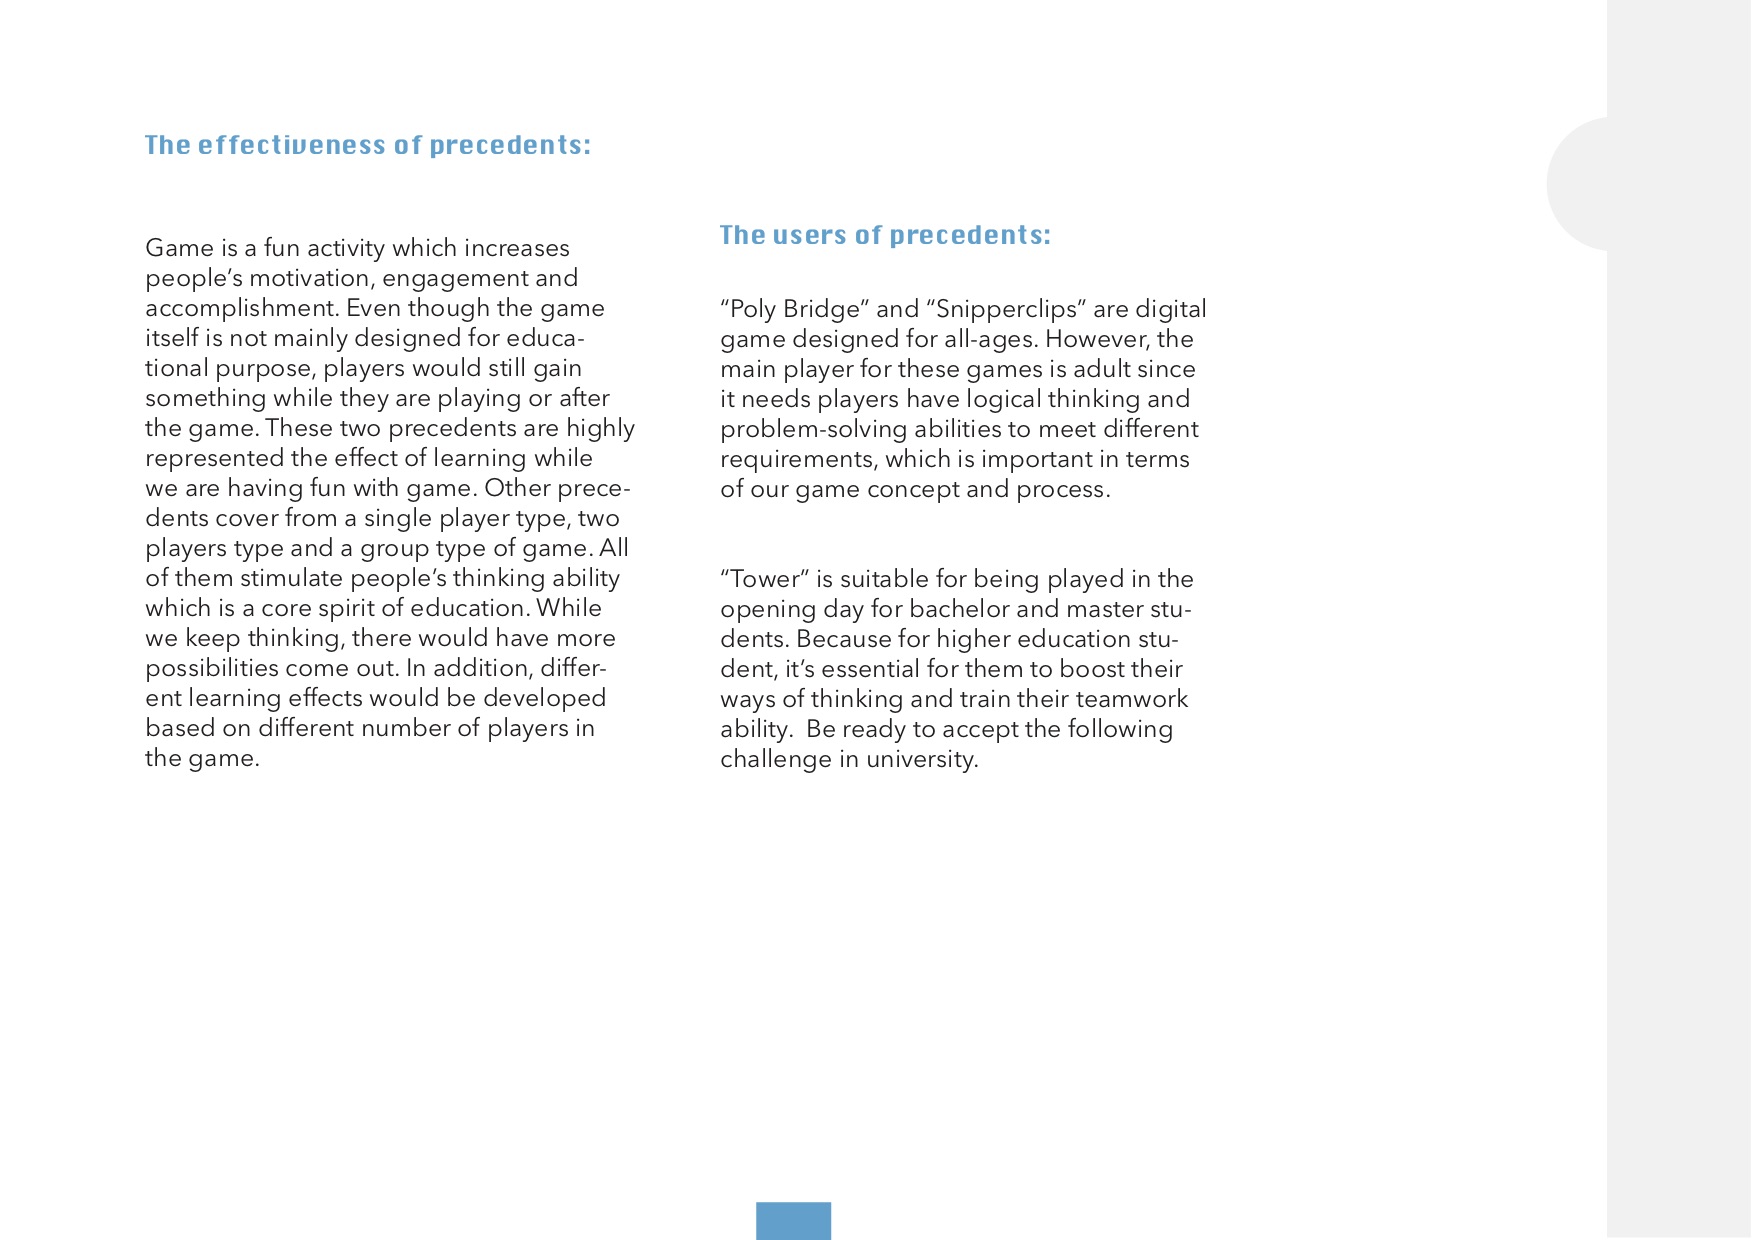 The effectiveness of precedents:
Game is a fun activity which increases
people’s motivation, engagement and
accomplishment. Even though the game
itself is not mainly designed for educa-
tional purpose, players would still gain
something while they are playing or after
the game. These two precedents are highly
represented the effect of learning while
we are having fun with game. Other prece-
dents cover from a single player type, two
players type and a group type of game. All
of them stimulate people’s thinking ability
which is a core spirit of education. While
we keep thinking, there would have more
possibilities come out. In addition, differ-
ent learning effects would be developed
based on different number of players in
the game.
The users of precedents:
“Poly Bridge” and “Snipperclips” are digital
game designed for all-ages. However, the
main player for these games is adult since
it needs players have logical thinking and
problem-solving abilities to meet different
requirements, which is important in terms
of our game concept and process.
“Tower” is suitable for being played in the
opening day for bachelor and master stu-
dents. Because for higher education stu-
dent, it’s essential for them to boost their
ways of thinking and train their teamwork
ability.  Be ready to accept the following
challenge in university.